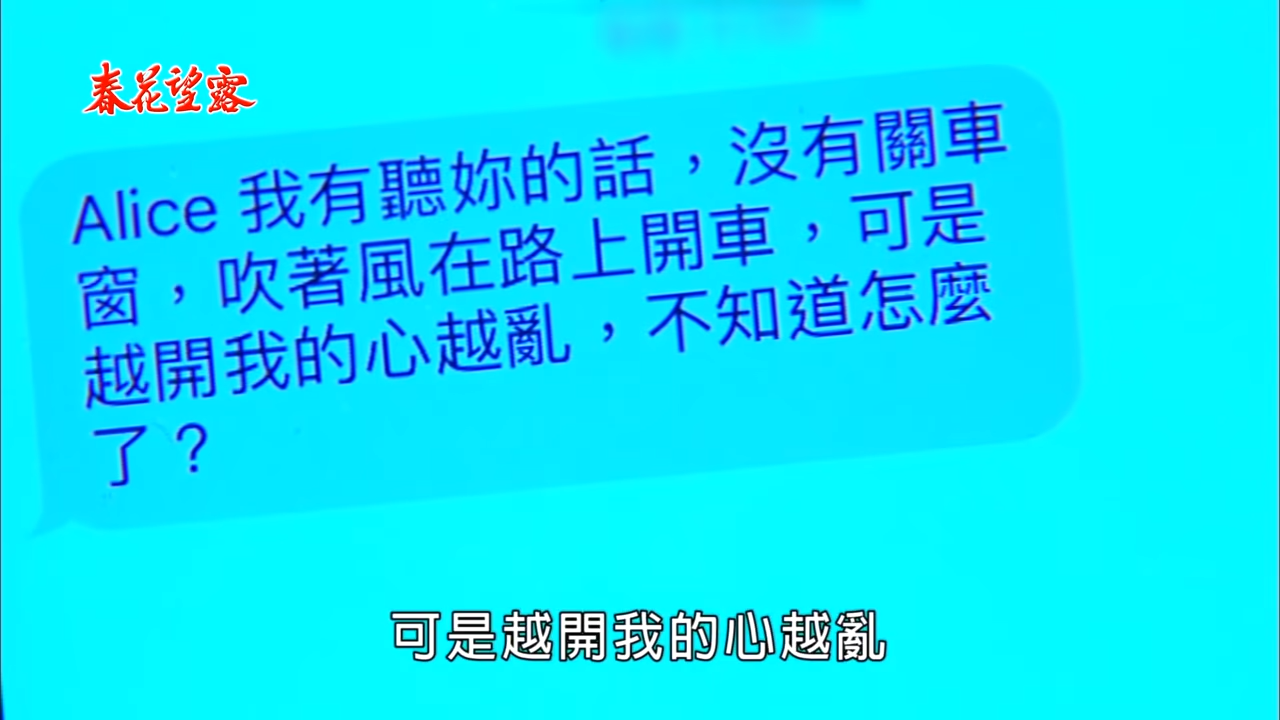 春花望露
Alice 我有聽妳的話，沒有關車
窗，吹著風在路上開車，可是
越開我的心越亂，不知道怎麼
了？
可是越開我的心越亂